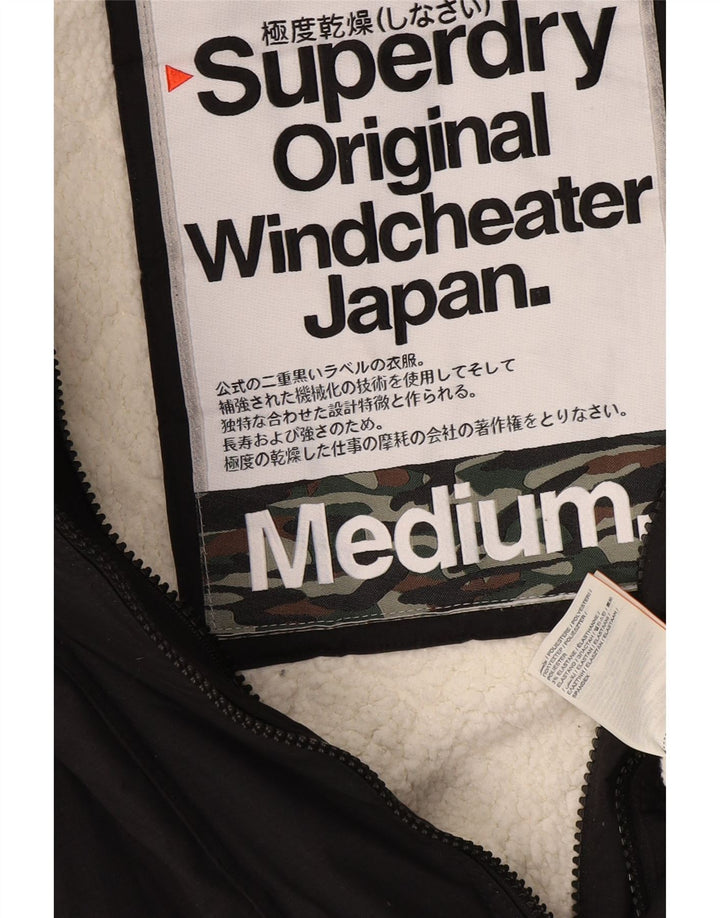 極度乾燥(しなさい)
Superdry
Original
Windcheater
Japan.
公式の二重黒いラベルの衣服。
補強された機械化の技術を使用してそして
独特な合わせた設計特徴と作られる。
長寿および強さのため。
極度の乾燥した仕事の摩耗の会社の著作権をとりなさい。
Medium.
POLYESTER
3% ELASTANE / ELASTHANNE /
SPANDEX